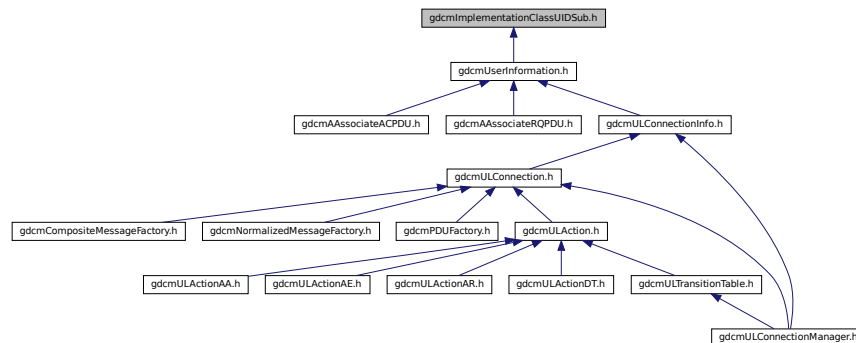 gdcmImplementationClassUIDSub.h
gdcmUserInformation.h
gdcmAAssociateACPDU.h
gdcmAAssociateRQPDU.h
gdcmULConnectionInfo.h
gdcmULConnection.h
gdcmCompositeMessageFactory.h
gdcmNormalizedMessageFactory.h
gdcmPDUFactory.h
gdcmULAction.h
gdcmULActionAA.h
gdcmULActionAE.h
gdcmULActionAR.h
gdcmULActionDT.h
gdcmULTransitionTable.h
gdcmULConnectionManager.h